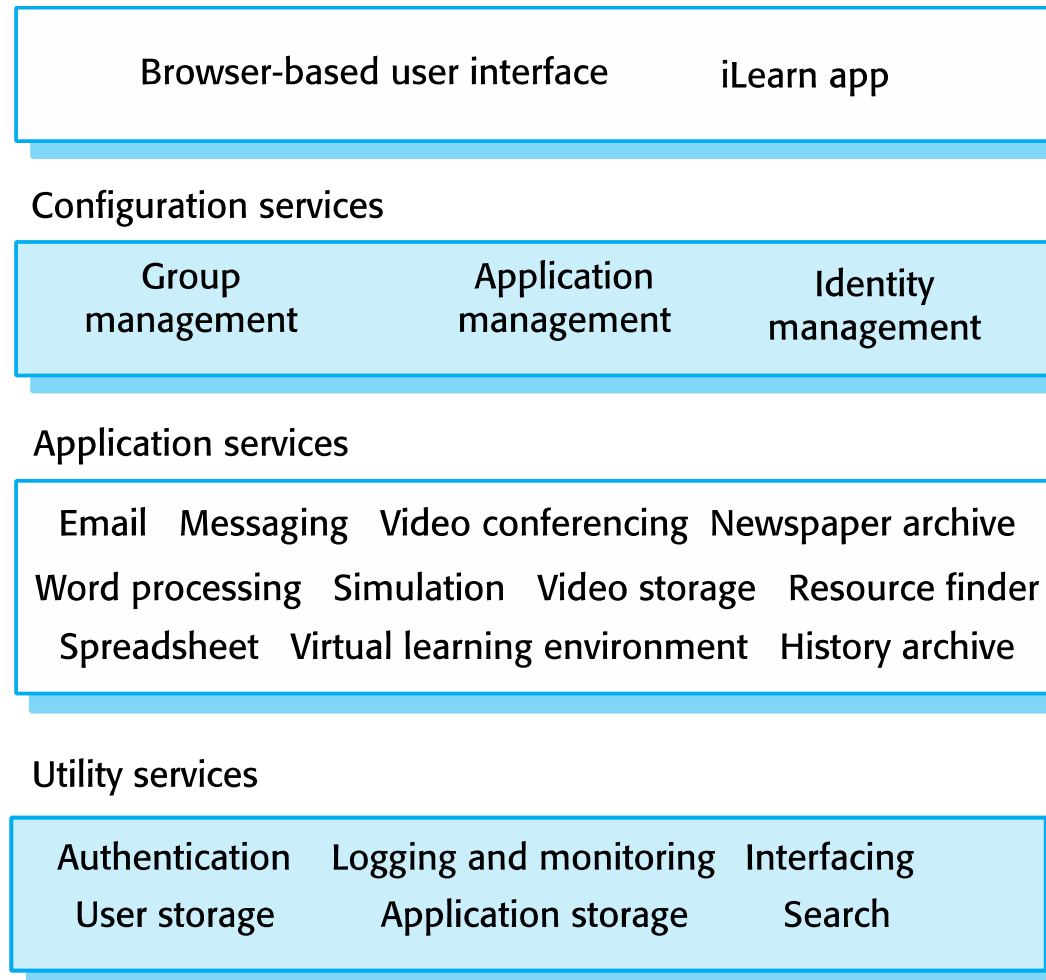 Browser-based user interface iLearn app
Configuration services
Group management
Application management
Identity management
Application services
Email Messaging Video conferencing Newspaper archive
Word processing Simulation Video storage Resource finder
Spreadsheet Virtual learning environment History archive
Utility services
Authentication Logging and monitoring Interfacing
User storage Application storage Search